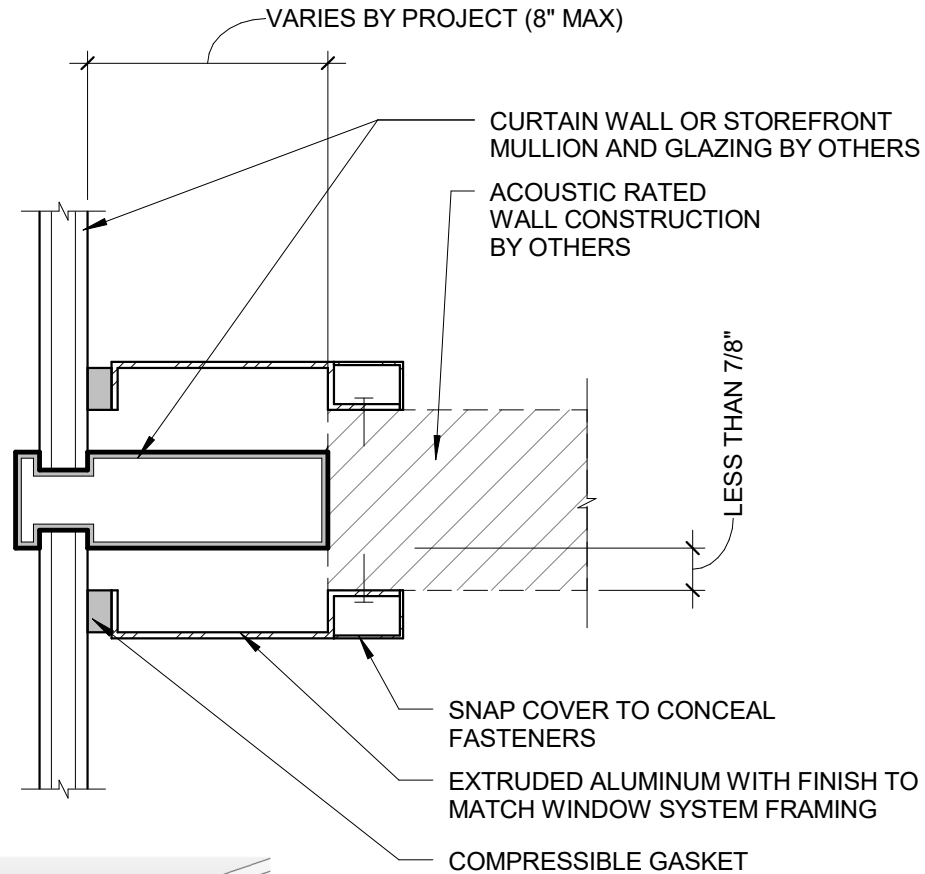 VARIES BY PROJECT (8" MAX)
CURTAIN WALL OR STOREFRONT
MULLION AND GLAZING BY OTHERS
ACOUSTIC RATED
WALL CONSTRUCTION
BY OTHERS
LESS THAN 7/8"
SNAP COVER TO CONCEAL
FASTENERS
EXTRUDED ALUMINUM WITH FINISH TO
MATCH WINDOW SYSTEM FRAMING
COMPRESSIBLE GASKET